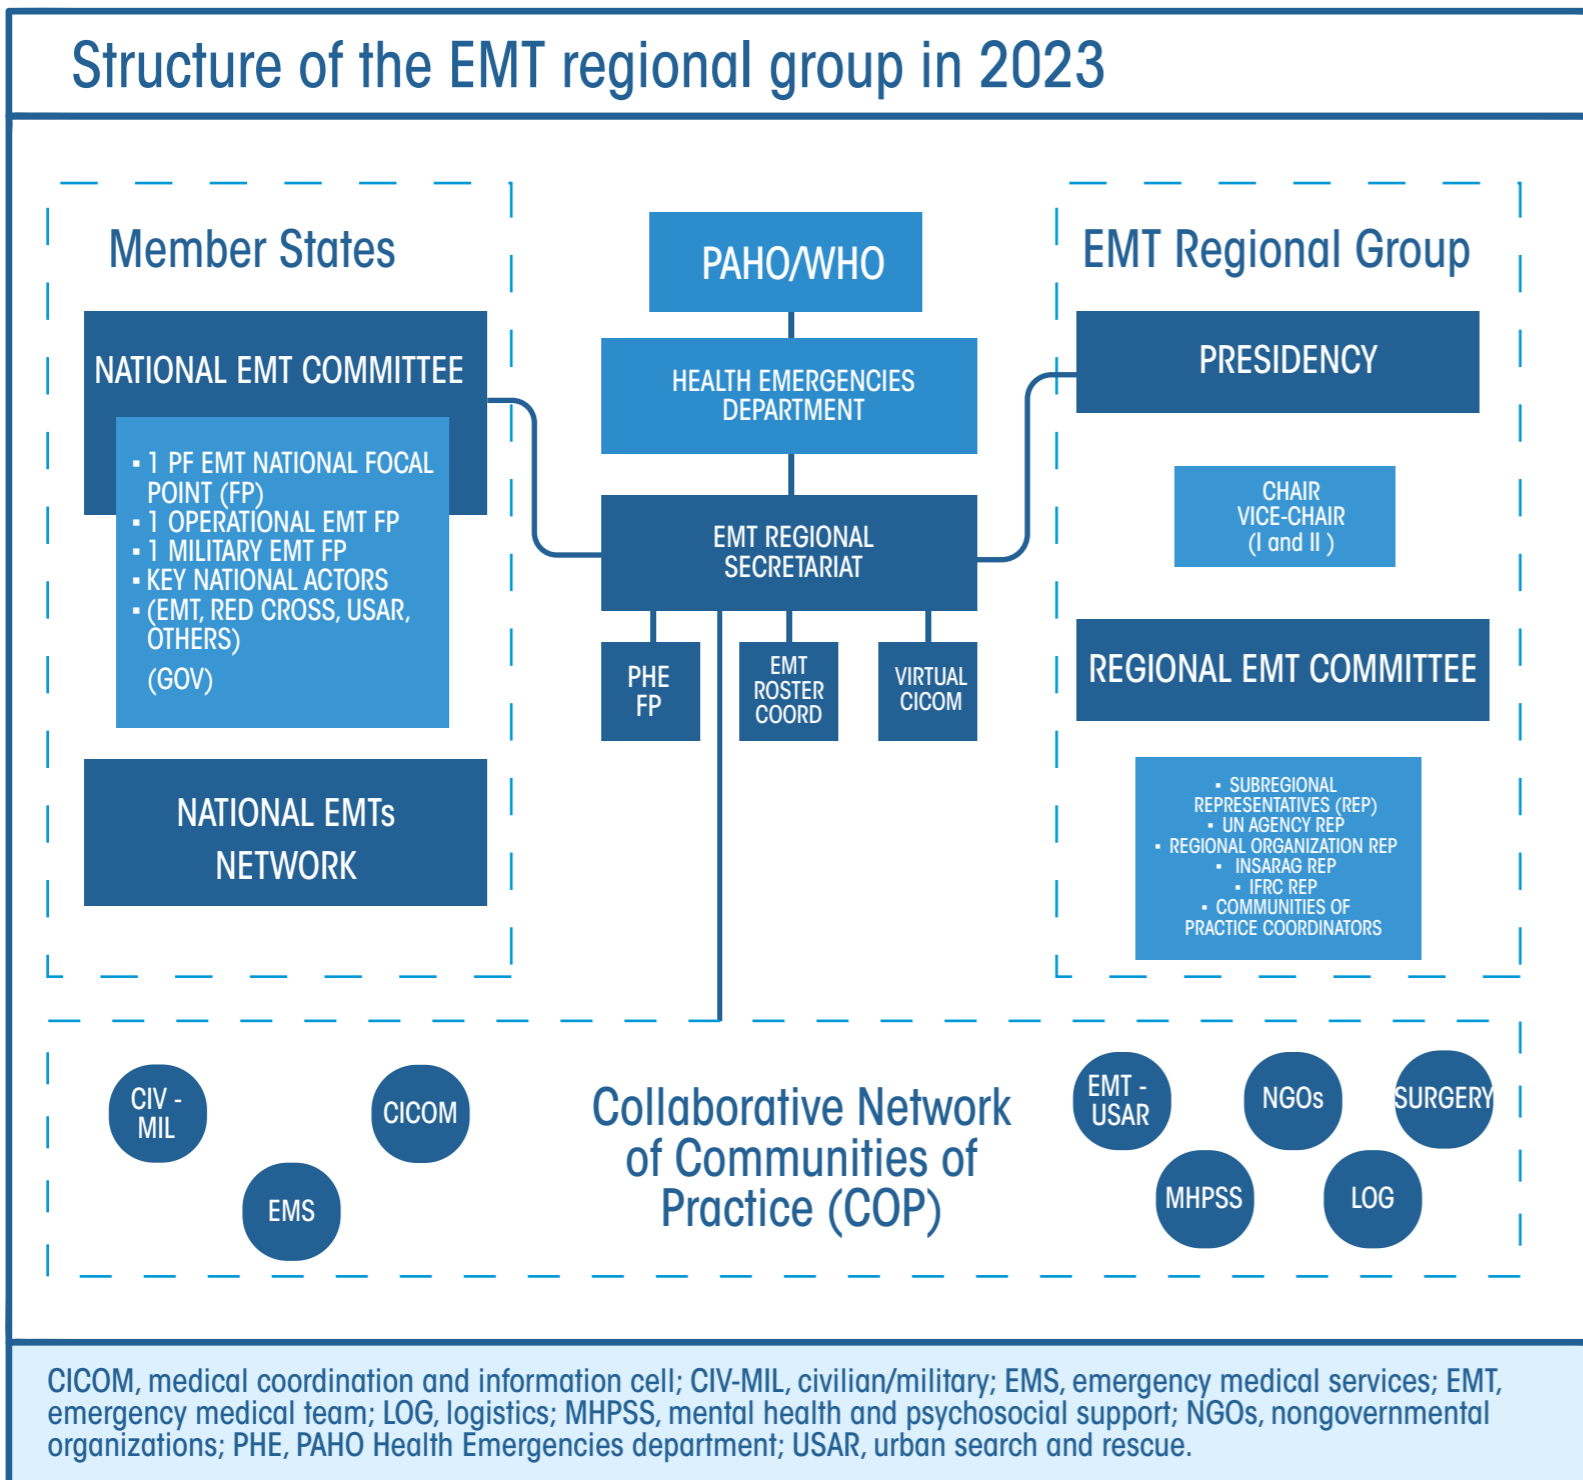 Structure of the EMT regional group in 2023
Member States
NATIONAL EMT COMMITTEE
▪ 1 PF EMT NATIONAL FOCAL
POINT (FP)
▪ 1 OPERATIONAL EMT FP
▪ 1 MILITARY EMT FP
▪ KEY NATIONAL ACTORS
▪ (EMT, RED CROSS, USAR,
OTHERS)
(GOV)
NATIONAL EMTs
NETWORK
PAHO/WHO
HEALTH EMERGENCIES
DEPARTMENT
EMT REGIONAL
SECRETARIAT
PHE
FP
EMT
ROSTER
COORD
VIRTUAL
CICOM
EMT Regional Group
PRESIDENCY
CHAIR
VICE-CHAIR
(I and II )
REGIONAL EMT COMMITTEE
▪ SUBREGIONAL
REPRESENTATIVES (REP)
▪ UN AGENCY REP
▪ REGIONAL ORGANIZATION REP
▪ INSARAG REP
▪ IFRC REP
▪ COMMUNITIES OF
PRACTICE COORDINATORS
CIV -
MIL
CICOM
EMS
Collaborative Network
of Communities of
Practice (COP)
EMT -
USAR
NGOs
SURGERY
MHPSS
LOG
CICOM, medical coordination and information cell; CIV-MIL, civilian/military; EMS, emergency medical services; EMT,
emergency medical team; LOG, logistics; MHPSS, mental health and psychosocial support; NGOs, nongovernmental
organizations; PHE, PAHO Health Emergencies department; USAR, urban search and rescue.